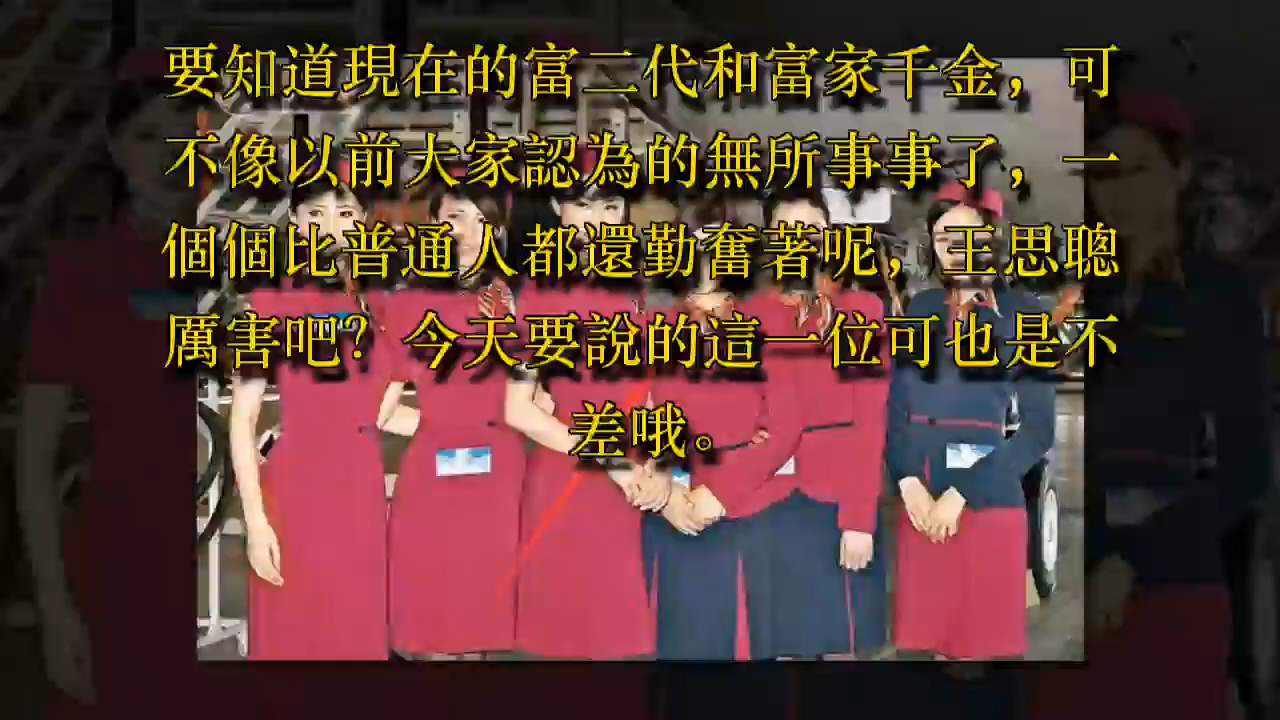 要知道現在的富二代和富家千金，可
不像以前大家認為的無所事事了，一
個個比普通人都還勤奮著呢，王思聰
厲害吧？今天要說的這一位可也是不
差哦。